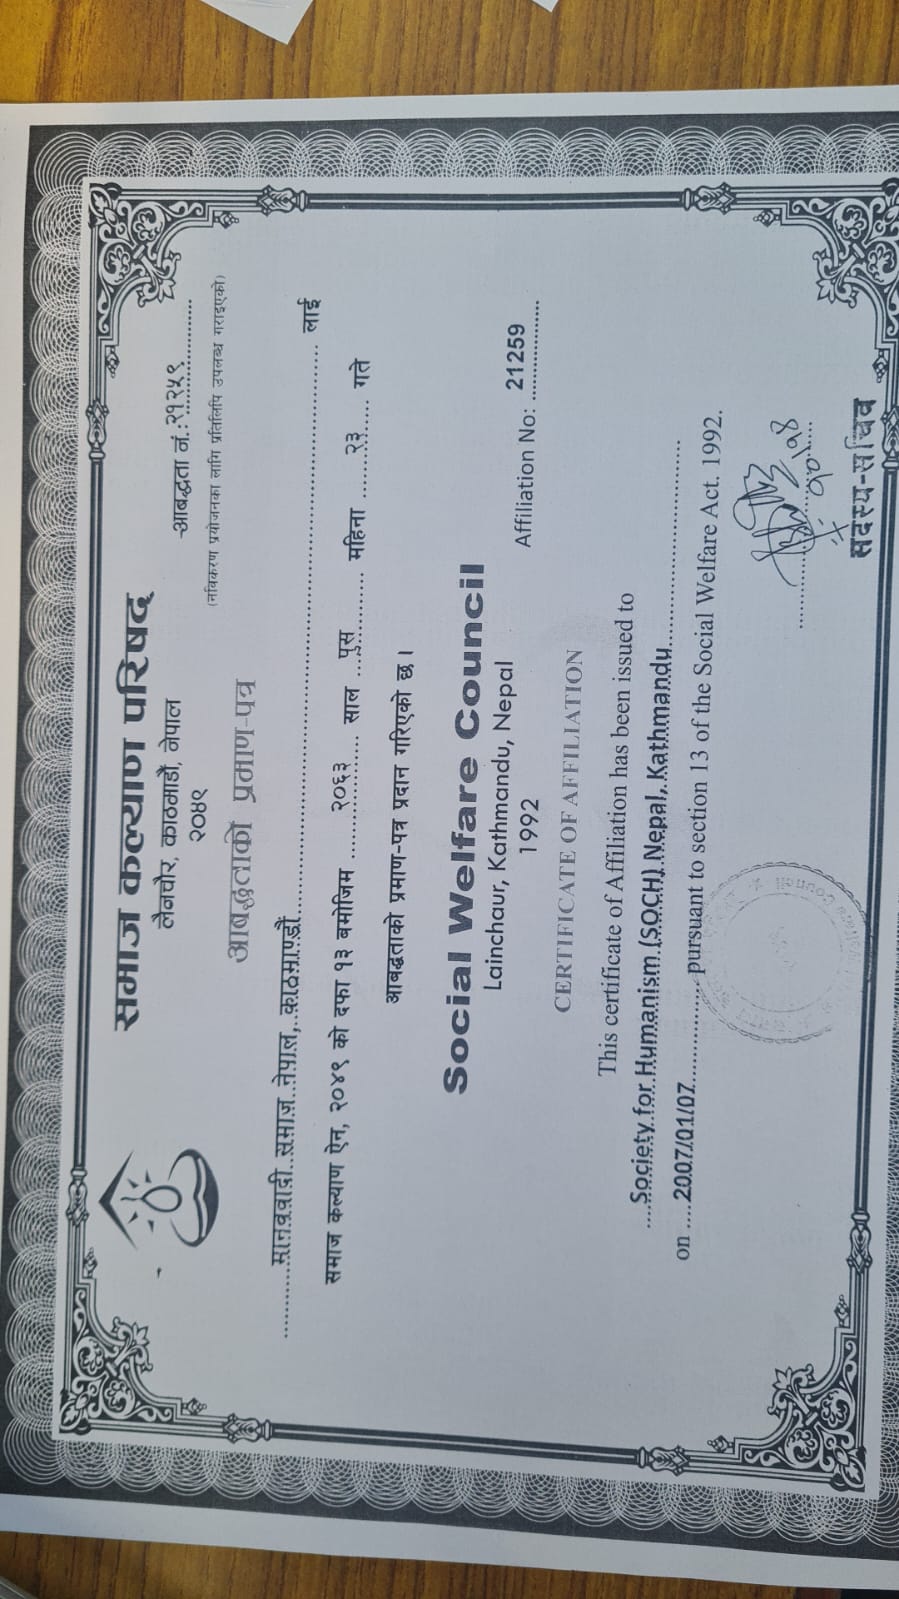 समाज कल्याण परिषद
लैनचौर, काठमाडौं, नेपाल
२०४९
आबद्धता नं.: २१२५९
(नविकरण प्रयोजनका लागि प्रतिलिपि उपलब्ध गराइएको)
आबद्धताको प्रमाण-पत्र
मानववादी समाज नेपाल, काठमाण्डौं लाई
समाज कल्याण ऐन, २०४९ को दफा १३ बमोजिम २०६३ साल पुस महिना २३ गते
आबद्धताको प्रमाण-पत्र प्रदान गरिएको छ ।
Social Welfare Council
Lainchaur, Kathmandu, Nepal
1992
Affiliation No: 21259
CERTIFICATE OF AFFILIATION
This certificate of Affiliation has been issued to
Society for Humanism (SOCH) Nepal, Kathmandu
on 2007/01/07 pursuant to section 13 of the Social Welfare Act. 1992.
सदस्य-सचिव